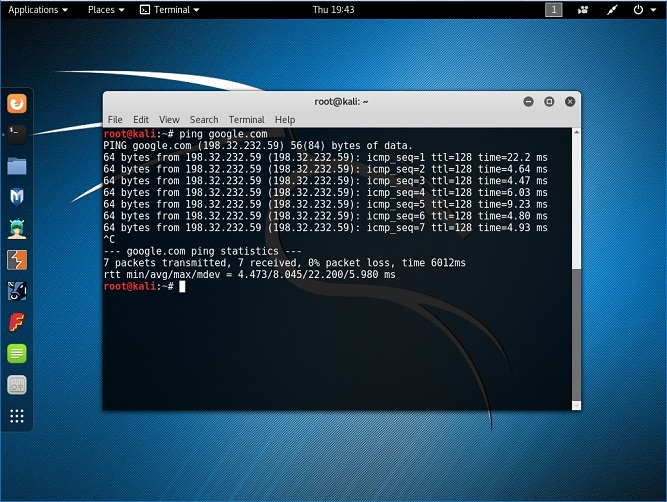 Applications Places Terminal Thu 19:43 1
root@kali: ~
File Edit View Search Terminal Help
root@kali:~# ping google.com
PING google.com (198.32.232.59) 56(84) bytes of data.
64 bytes from 198.32.232.59 (198.32.232.59): icmp_seq=1 ttl=128 time=22.2 ms
64 bytes from 198.32.232.59 (198.32.232.59): icmp_seq=2 ttl=128 time=4.64 ms
64 bytes from 198.32.232.59 (198.32.232.59): icmp_seq=3 ttl=128 time=4.47 ms
64 bytes from 198.32.232.59 (198.32.232.59): icmp_seq=4 ttl=128 time=6.03 ms
64 bytes from 198.32.232.59 (198.32.232.59): icmp_seq=5 ttl=128 time=9.23 ms
64 bytes from 198.32.232.59 (198.32.232.59): icmp_seq=6 ttl=128 time=4.80 ms
64 bytes from 198.32.232.59 (198.32.232.59): icmp_seq=7 ttl=128 time=4.93 ms
^C
--- google.com ping statistics ---
7 packets transmitted, 7 received, 0% packet loss, time 6012ms
rtt min/avg/max/mdev = 4.473/8.045/22.200/5.980 ms
root@kali:~#